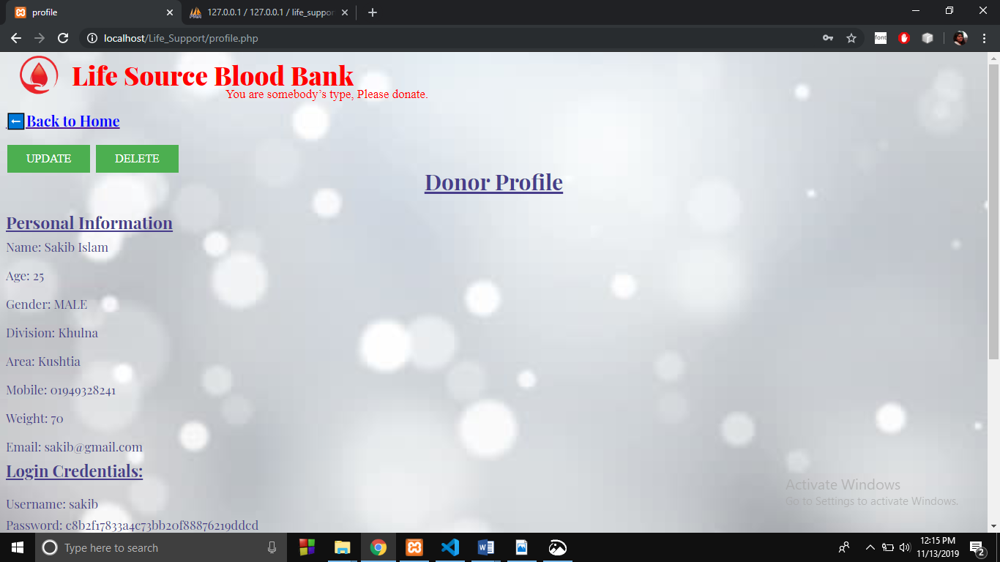 profile
127.0.0.1 / 127.0.0.1 / life_suppor
localhost/Life_Support/profile.php
font
Life Source Blood Bank
You are somebody’s type, Please donate.
Back to Home
UPDATE DELETE
Donor Profile
Personal Information
Name: Sakib Islam
Age: 25
Gender: MALE
Division: Khulna
Area: Kushtia
Mobile: 01949328241
Weight: 70
Email: sakib@gmail.com
Login Credentials:
Username: sakib
Password: c8b2f17833a4c73bb20f88876219ddcd
Activate Windows
Go to Settings to activate Windows.
Type here to search
12:15 PM
11/13/2019
2